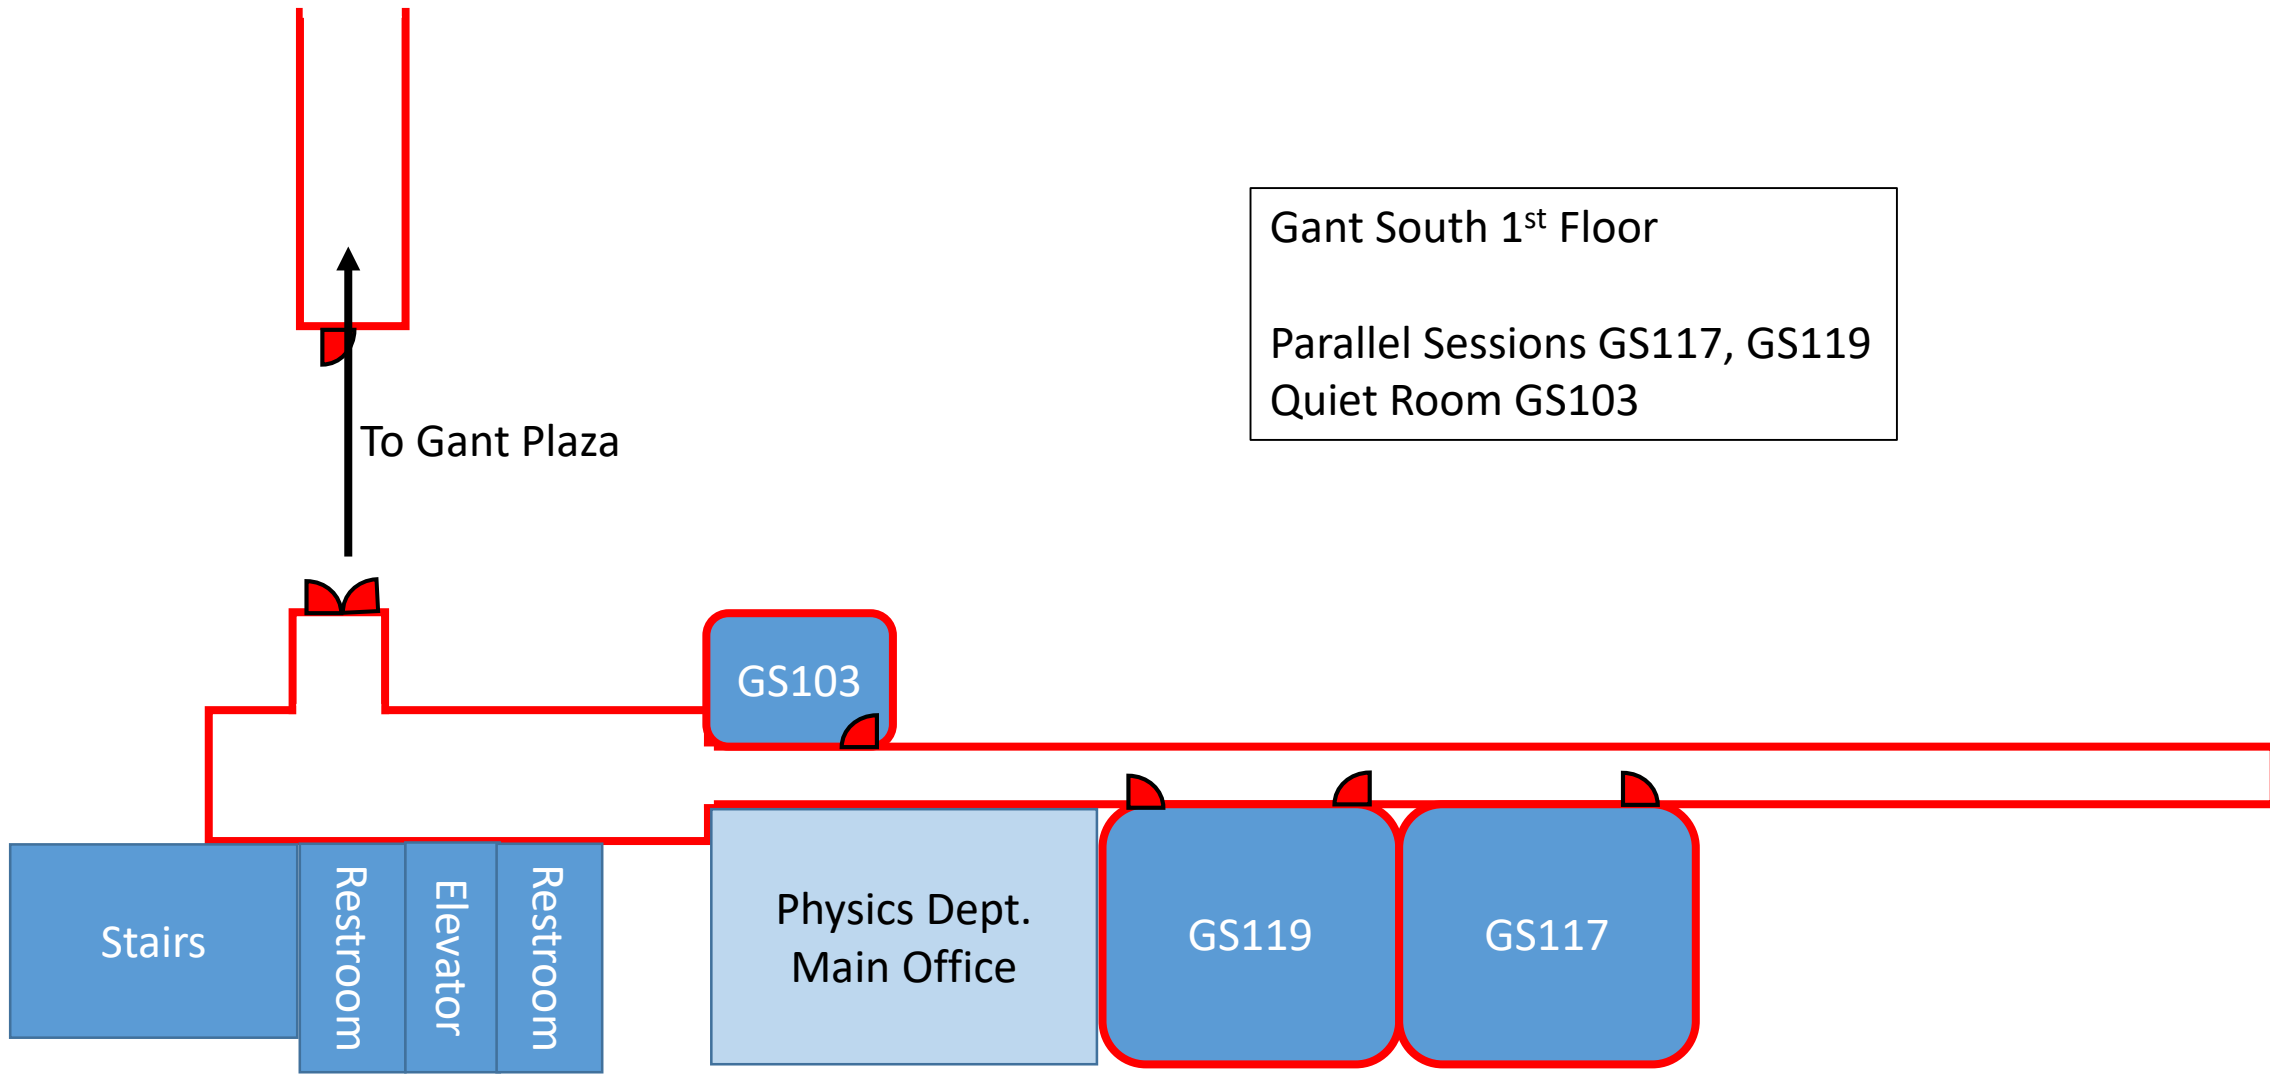 Gant South 1st Floor
Parallel Sessions GS117, GS119
Quiet Room GS103
To Gant Plaza
GS103
Stairs
Restroom
Elevator
Restroom
Physics Dept.
Main Office
GS119
GS117